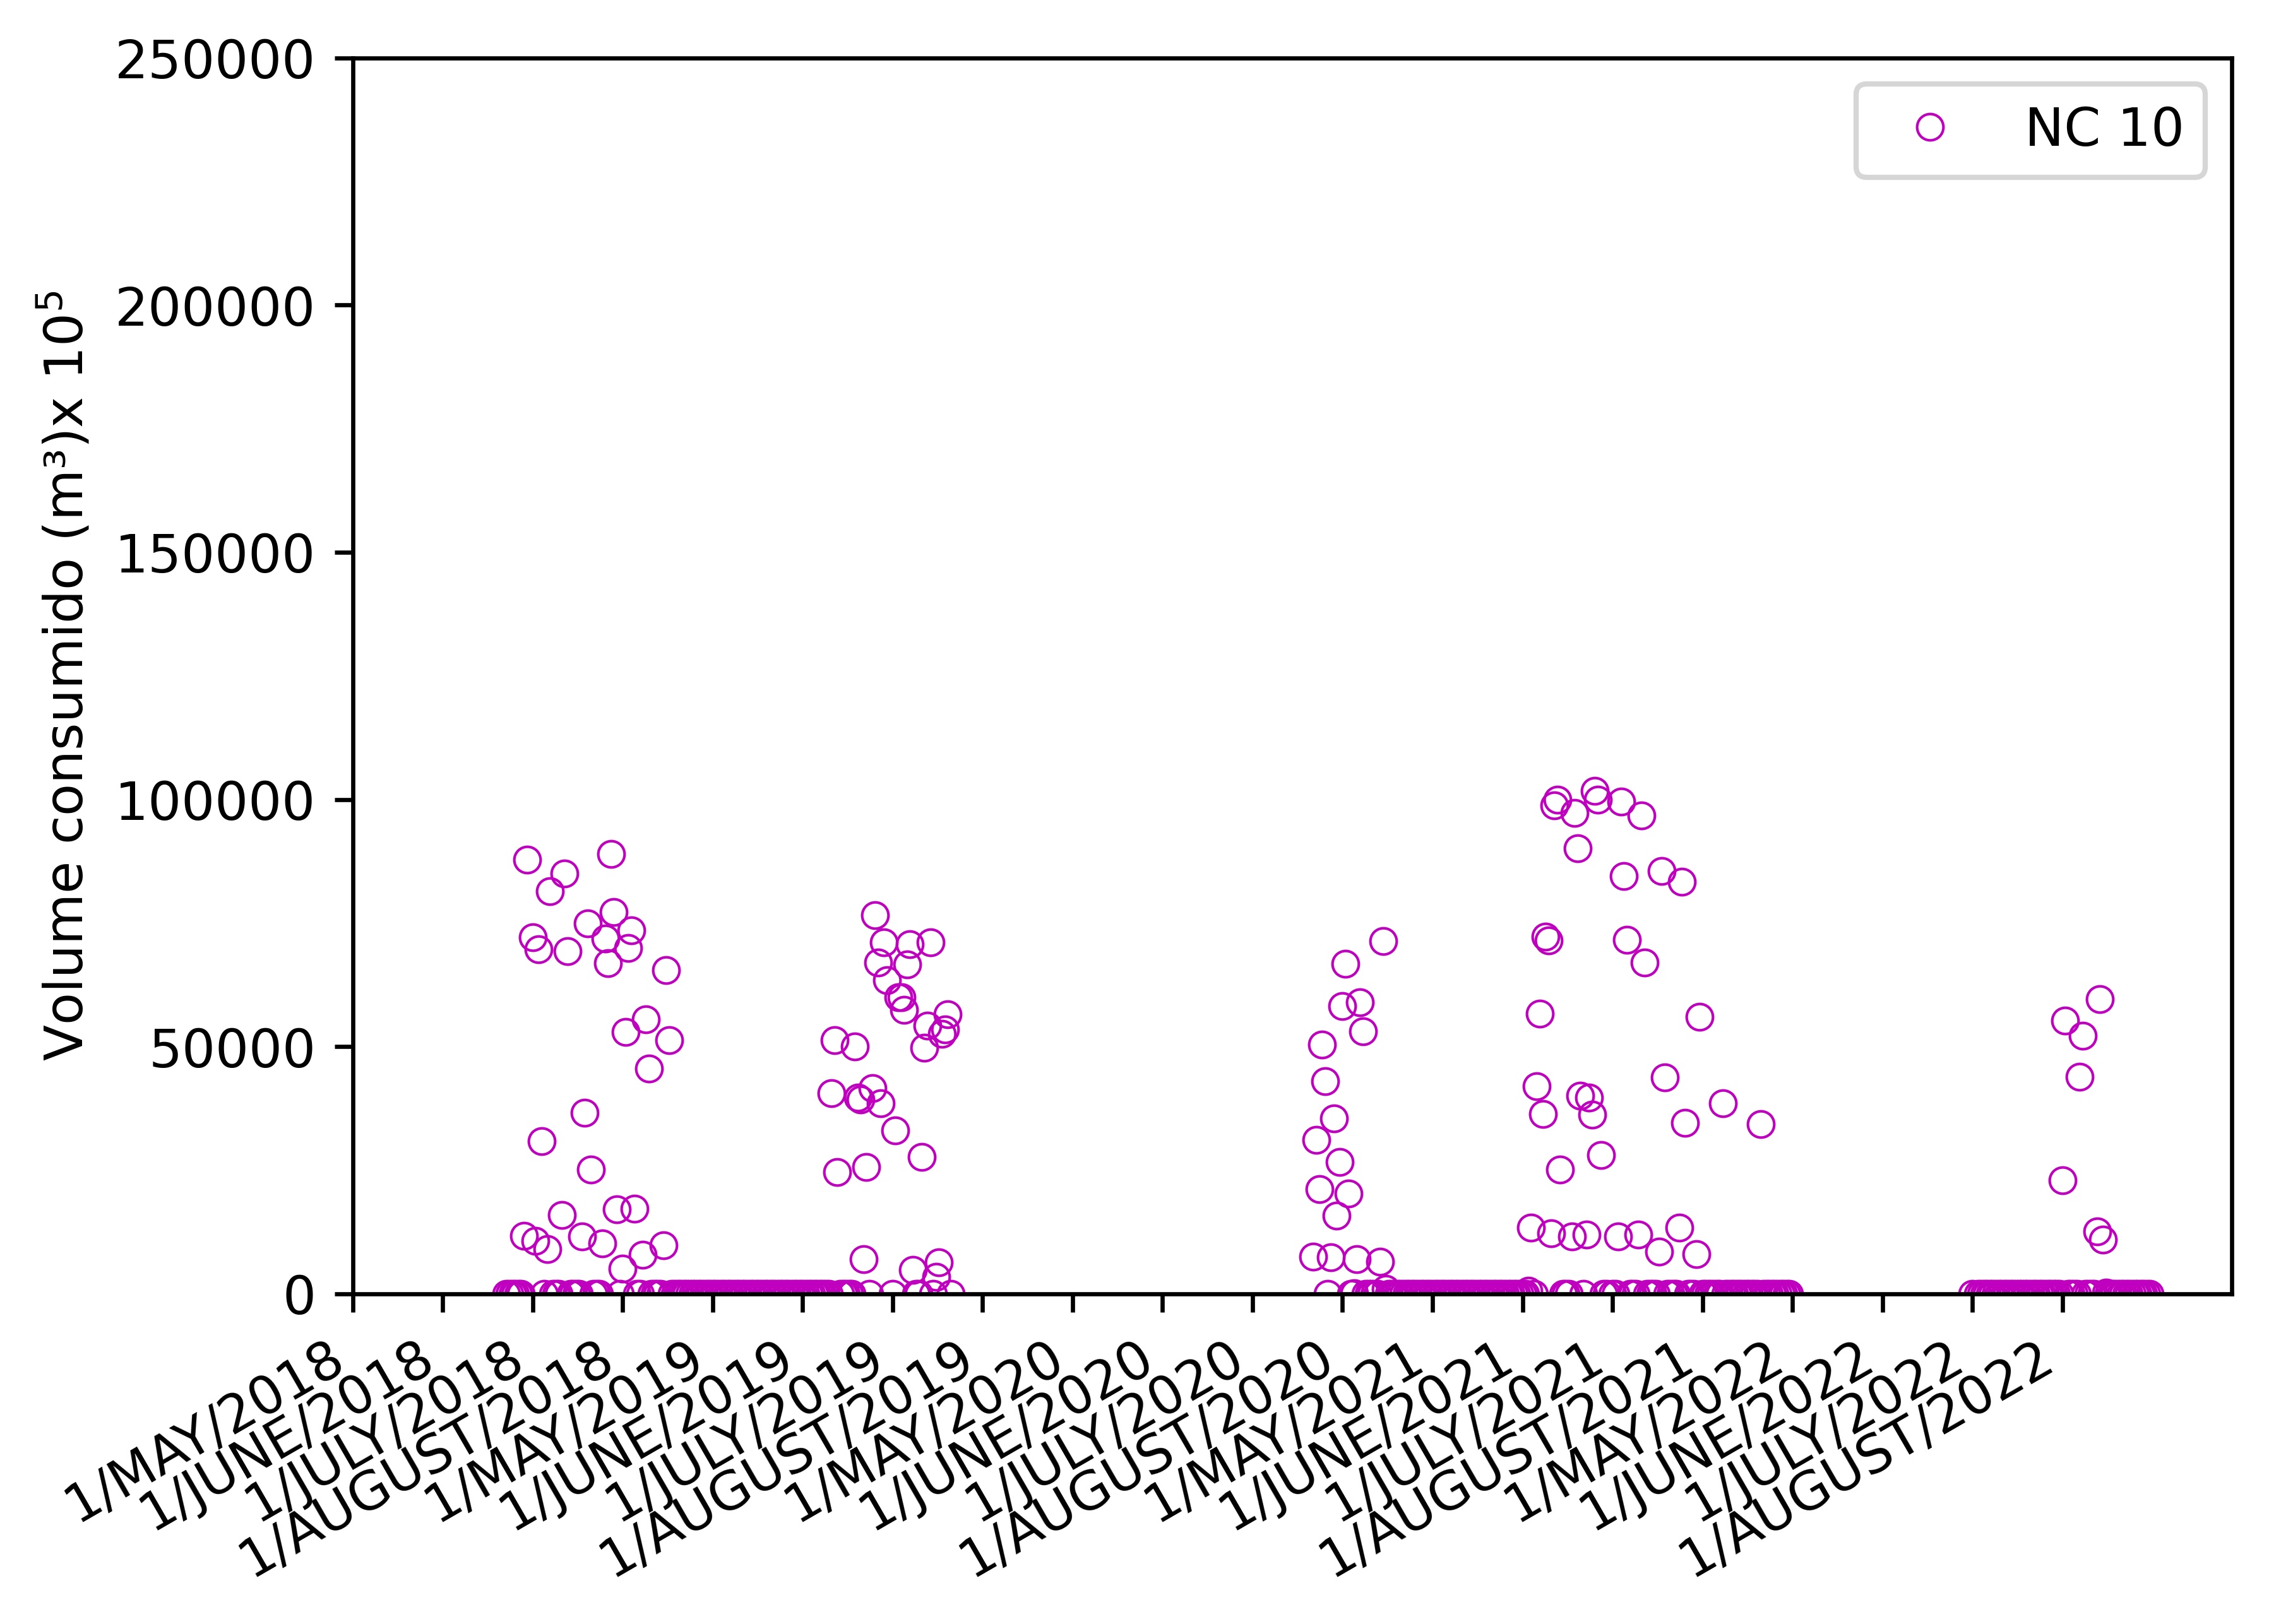 250000
200000
150000
100000
50000
0
Volume consumido (m³)x 10⁵
NC 10
1/MAY/2018
1/JUNE/2018
1/JULY/2018
1/AUGUST/2018
1/MAY/2019
1/JUNE/2019
1/JULY/2019
1/AUGUST/2019
1/MAY/2020
1/JUNE/2020
1/JULY/2020
1/AUGUST/2020
1/MAY/2021
1/JUNE/2021
1/JULY/2021
1/AUGUST/2021
1/MAY/2022
1/JUNE/2022
1/JULY/2022
1/AUGUST/2022